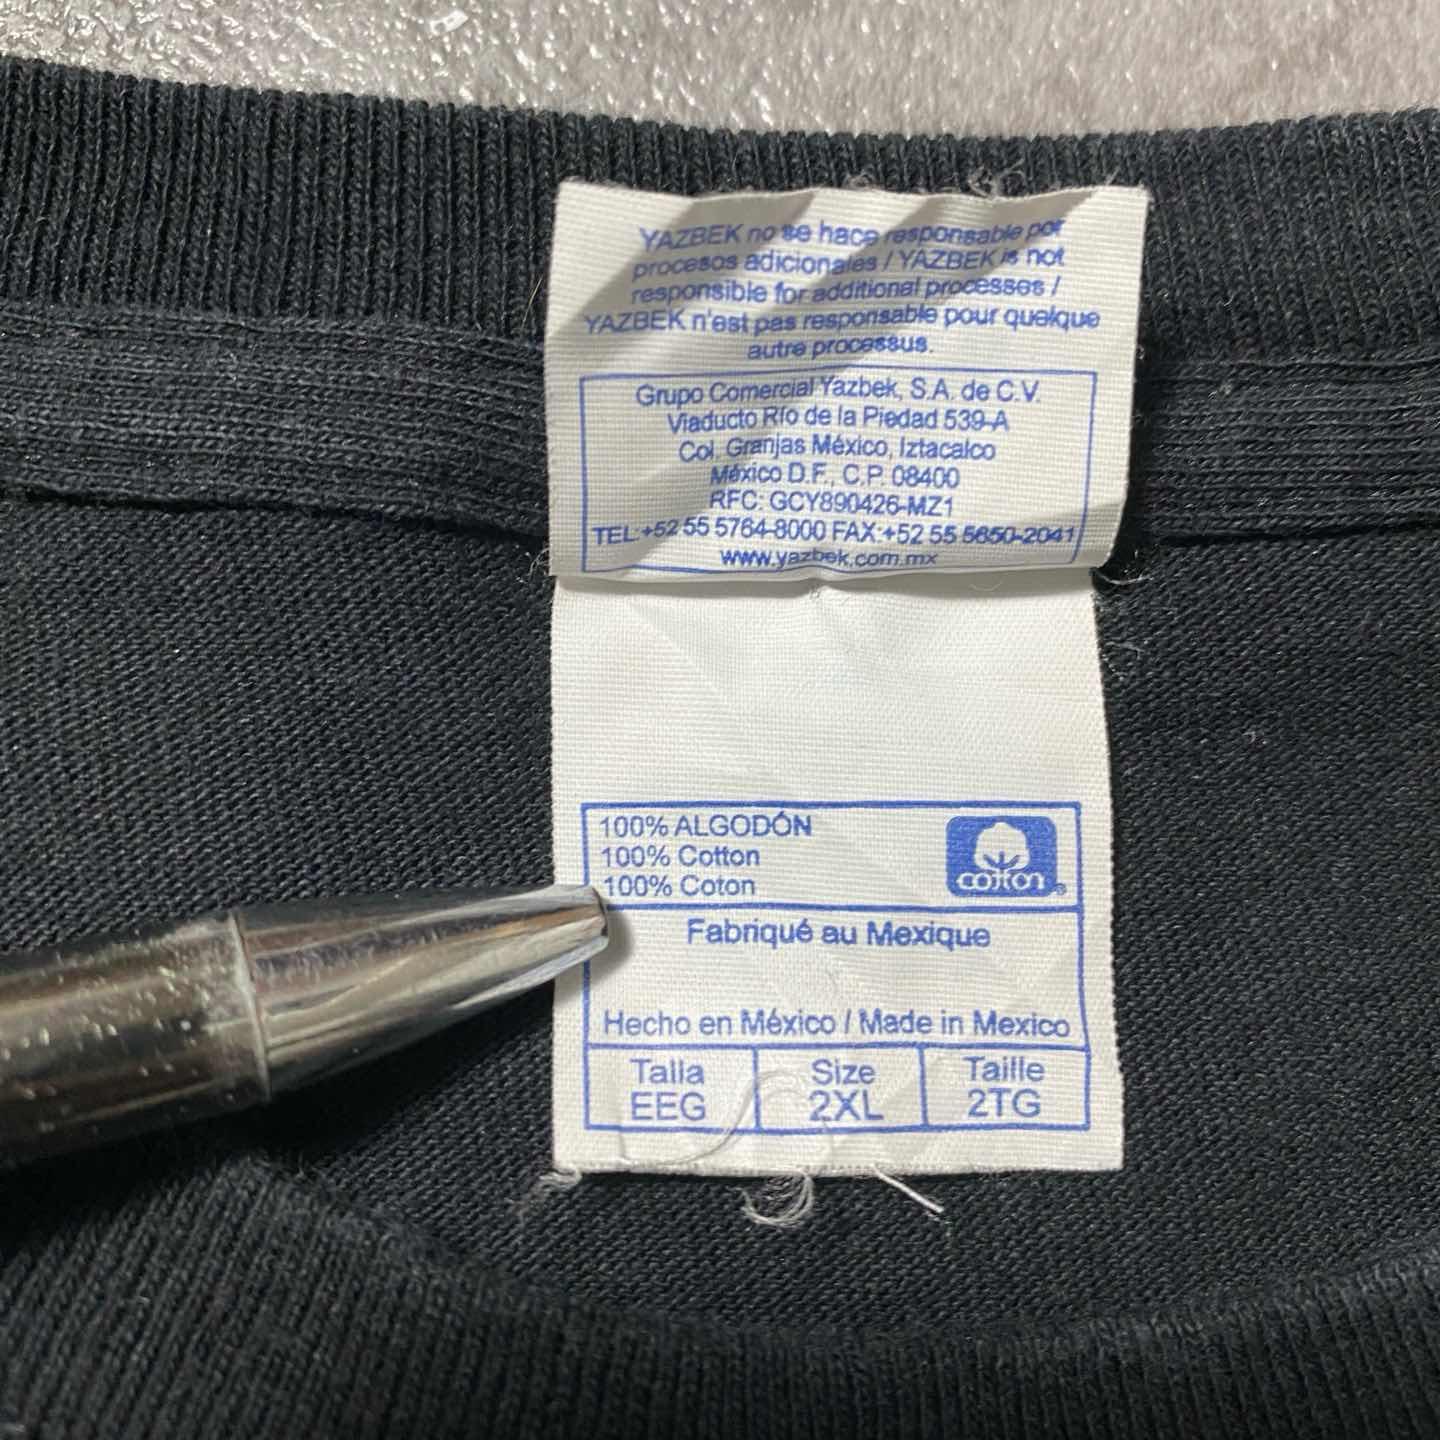 YAZBEK no se hace responsable por
procesos adicionales / YAZBEK is not
responsible for additional processes /
YAZBEK n'est pas responsable pour quelque
autre processus.
Grupo Comercial Yazbek, S.A. de C.V.
Viaducto Río de la Piedad 539-A
Col. Granjas México, Iztacalco
México D.F., C.P. 08400
RFC: GCY890426-MZ1
TEL:+52 55 5764-8000 FAX:+52 55 5650-2041
www.yazbek.com.mx
100% ALGODÓN
100% Cotton
100% Coton
cotton®
Fabriqué au Mexique
Hecho en México / Made in Mexico
Talla Size Taille
EEG 2XL 2TG